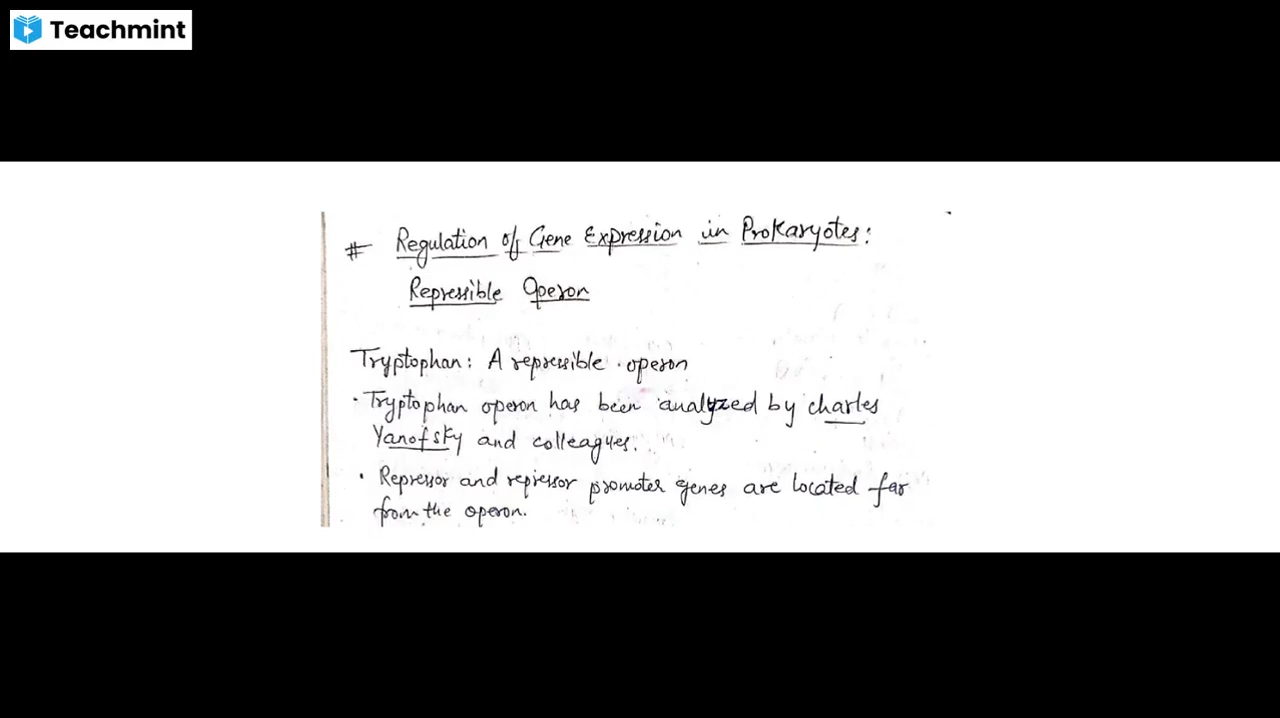 Teachmint
# Regulation of Gene Expression in Prokaryotes:
Repressible Operon
Tryptophan: A repressible operon
• Tryptophan operon has been analyzed by charles
Yanofsky and colleagues.
• Repressor and repressor promoter genes are located far
from the operon.